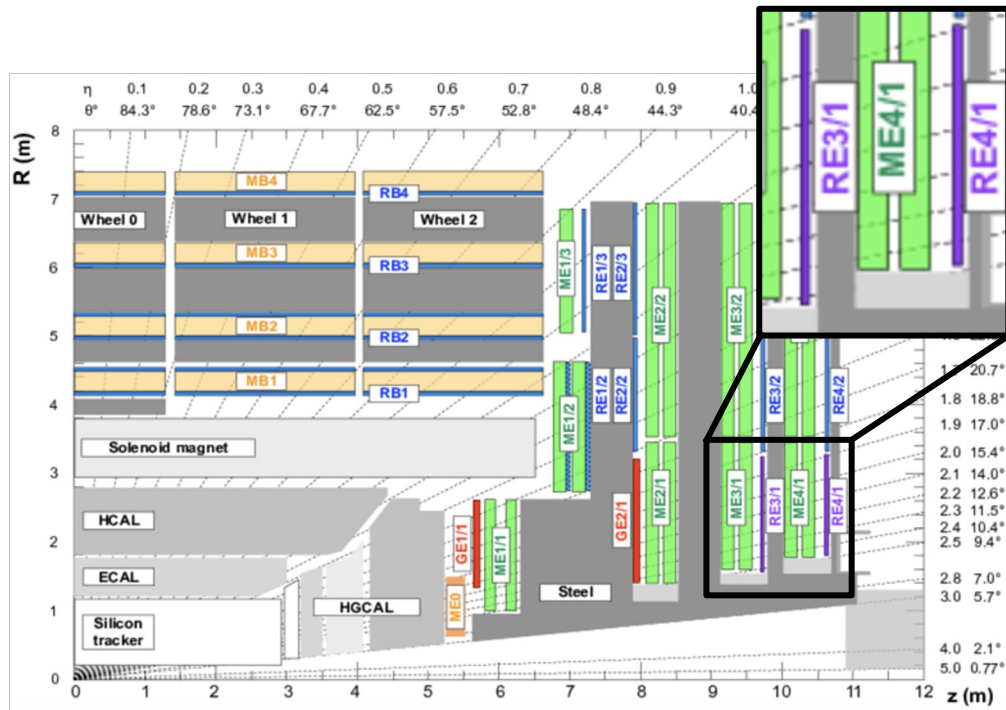 η 0.1 0.2 0.3 0.4 0.5 0.6 0.7 0.8 0.9 1.0
θ° 84.3° 78.6° 73.1° 67.7° 62.5° 57.5° 52.8° 48.4° 44.3° 40.4
R (m)
8
7
6
5
4
3
2
1
0
MB4
RB4
Wheel 0
Wheel 1
Wheel 2
MB3
RB3
MB2
RB2
MB1
RB1
Solenoid magnet
HCAL
ECAL
Silicon
tracker
HGCAL
Steel
ME0
GE1/1
ME1/1
ME1/2
ME1/3
RE1/3
RE2/3
RE1/2
RE2/2
GE2/1
ME2/2
ME2/1
ME3/2
ME3/1
RE3/2
RE3/1
ME4/1
RE4/2
RE4/1
RE3/1
ME4/1
RE4/1
20.7°
1.8 18.8°
1.9 17.0°
2.0 15.4°
2.1 14.0°
2.2 12.6°
2.3 11.5°
2.4 10.4°
2.5 9.4°
2.8 7.0°
3.0 5.7°
4.0 2.1°
5.0 0.77°
0 1 2 3 4 5 6 7 8 9 10 11 12
z (m)